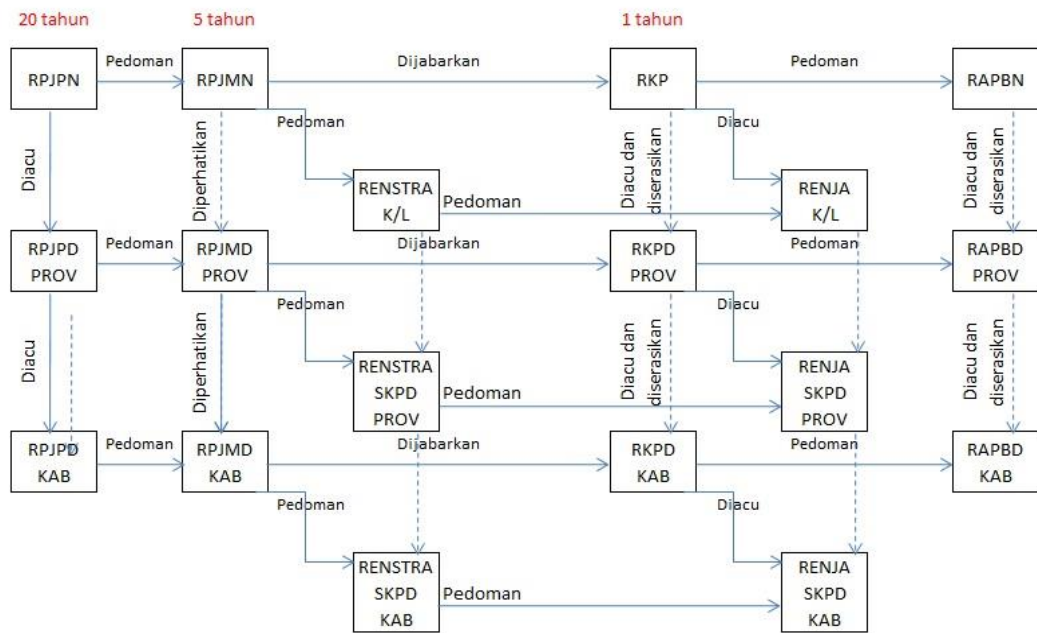 20 tahun
5 tahun
1 tahun
RPJPN
Pedoman
RPJMN
Dijabarkan
RKP
Pedoman
RAPBN
Pedoman
Diacu
Diacu
Diperhatikan
Diacu dan
diserasikan
Diacu dan
diserasikan
RENSTRA
K/L
Pedoman
RENJA
K/L
RPJPD
PROV
Pedoman
RPJMD
PROV
Dijabarkan
RKPD
PROV
Pedoman
RAPBD
PROV
Pedoman
Diacu
Diacu
Diperhatikan
Diacu dan
diserasikan
Diacu dan
diserasikan
RENSTRA
SKPD
PROV
Pedoman
RENJA
SKPD
PROV
RPJPD
KAB
Pedoman
RPJMD
KAB
Dijabarkan
RKPD
KAB
Pedoman
RAPBD
KAB
Pedoman
Diacu
RENSTRA
SKPD
KAB
Pedoman
RENJA
SKPD
KAB